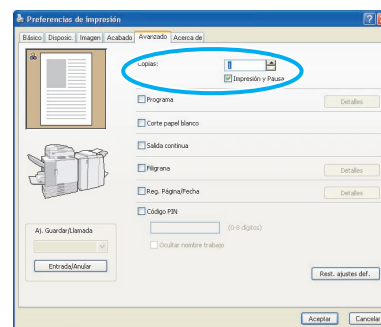 Preferencias de impresión
Básico Disposic. Imagen Acabado Avanzado Acerca de
Copias: 1
Impresión y Pausa
Programa Detalles
Corte papel blanco
Salida continua
Filigrana Detalles
Reg. Página/Fecha Detalles
Código PIN
(0-8 dígitos)
Ocultar nombre trabajo
Aj. Guardar/Llamada
Entrada/Anular
Rest. ajustes def.
Aceptar Cancelar